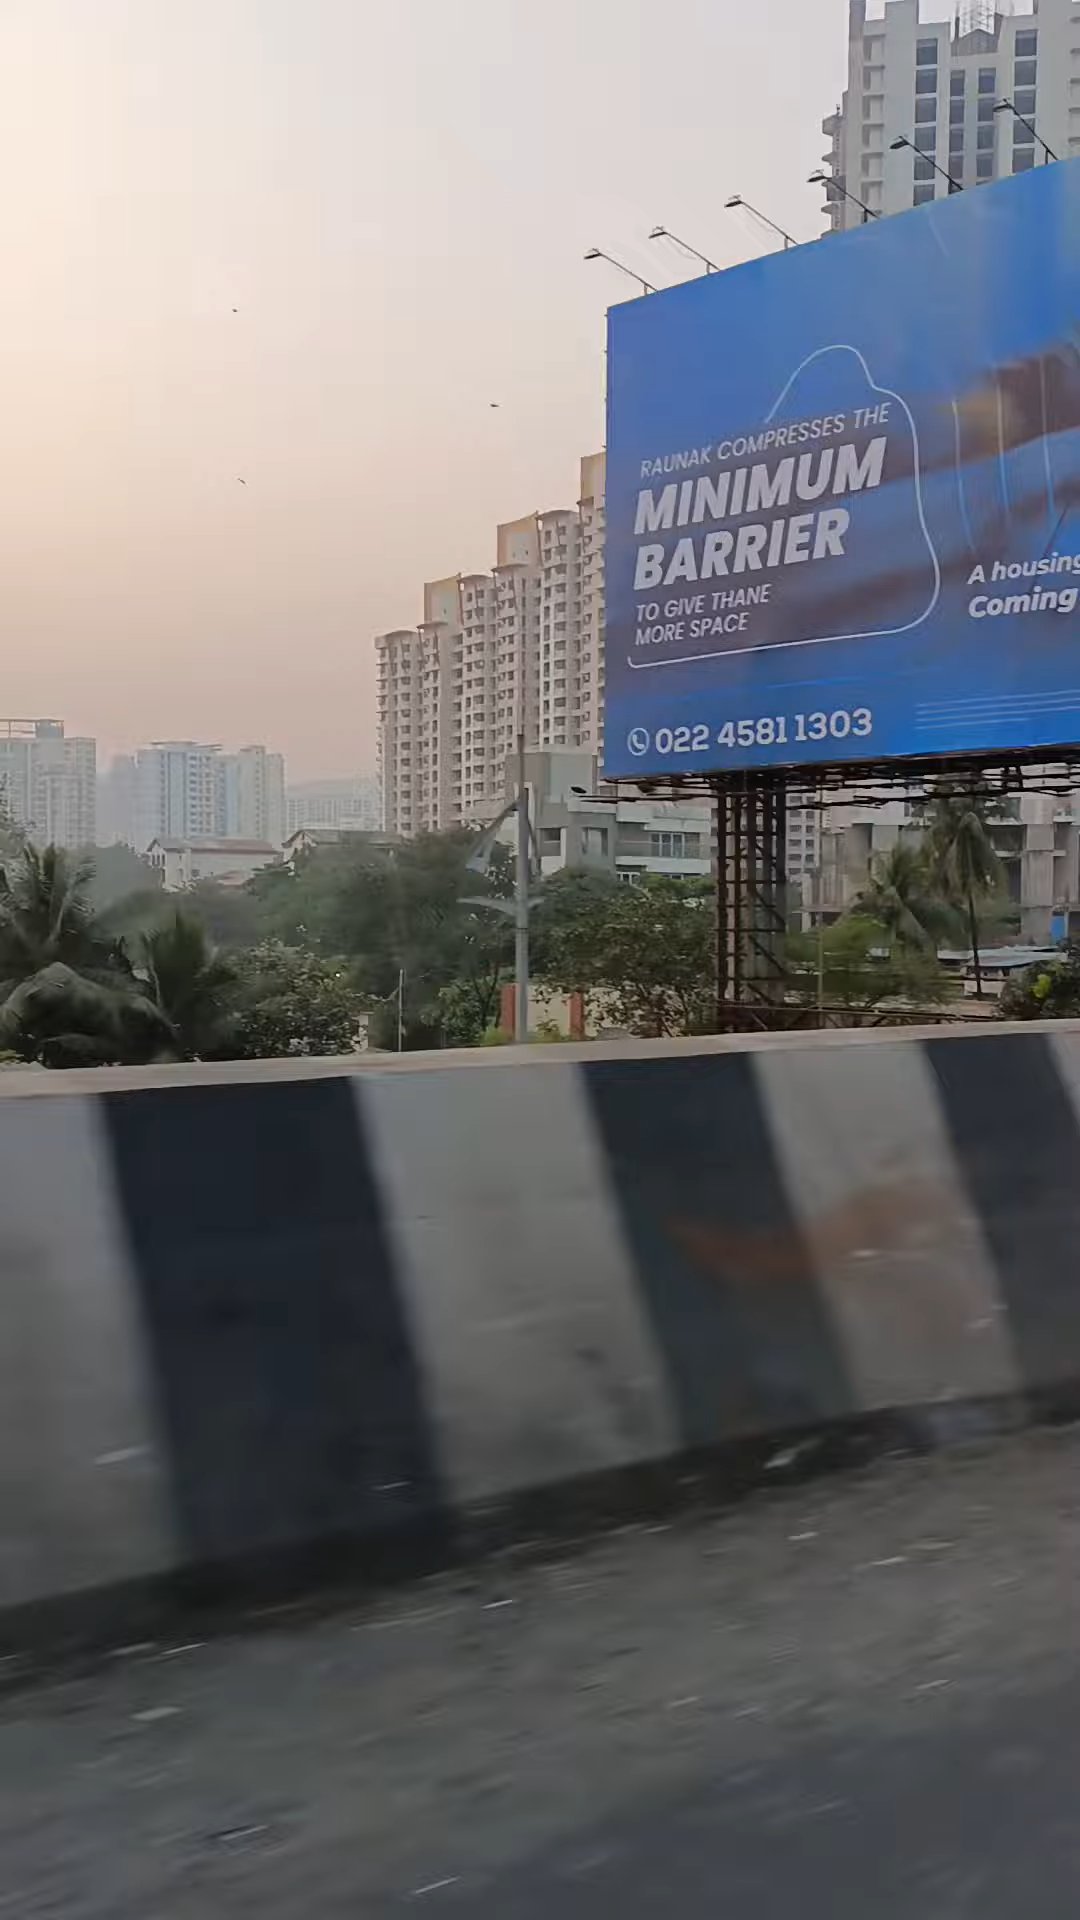 RAUNAK COMPRESSES THE
MINIMUM
BARRIER
TO GIVE THANE
MORE SPACE
A housing
Coming
022 4581 1303